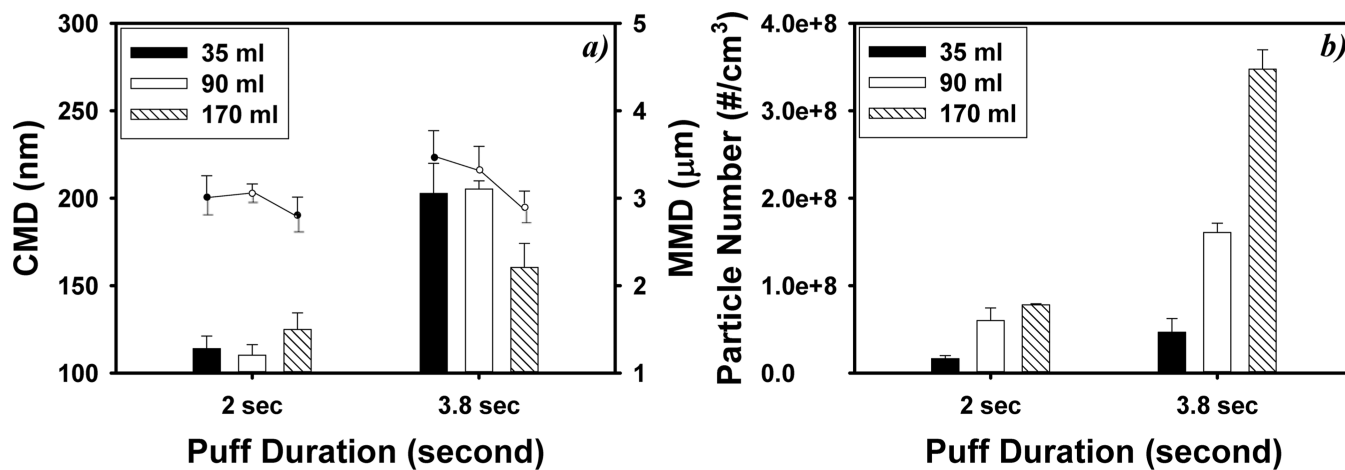 a)
35 ml
90 ml
170 ml
300
250
200
150
100
CMD (nm)
5
4
3
2
1
MMD (μm)
2 sec
3.8 sec
Puff Duration (second)
b)
35 ml
90 ml
170 ml
4.0e+8
3.0e+8
2.0e+8
1.0e+8
0.0
Particle Number (#/cm³)
2 sec
3.8 sec
Puff Duration (second)